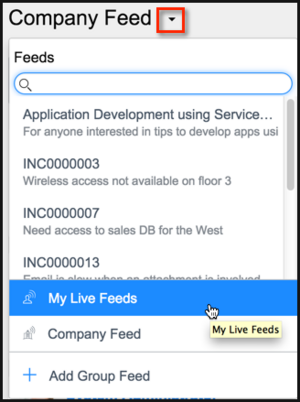 Company Feed
Feeds
Application Development using Service…
For anyone interested in tips to develop apps usi
INC0000003
Wireless access not available on floor 3
INC0000007
Need access to sales DB for the West
INC0000013
Email is slow when an attachment is involved
My Live Feeds
Company Feed
My Live Feeds
Add Group Feed